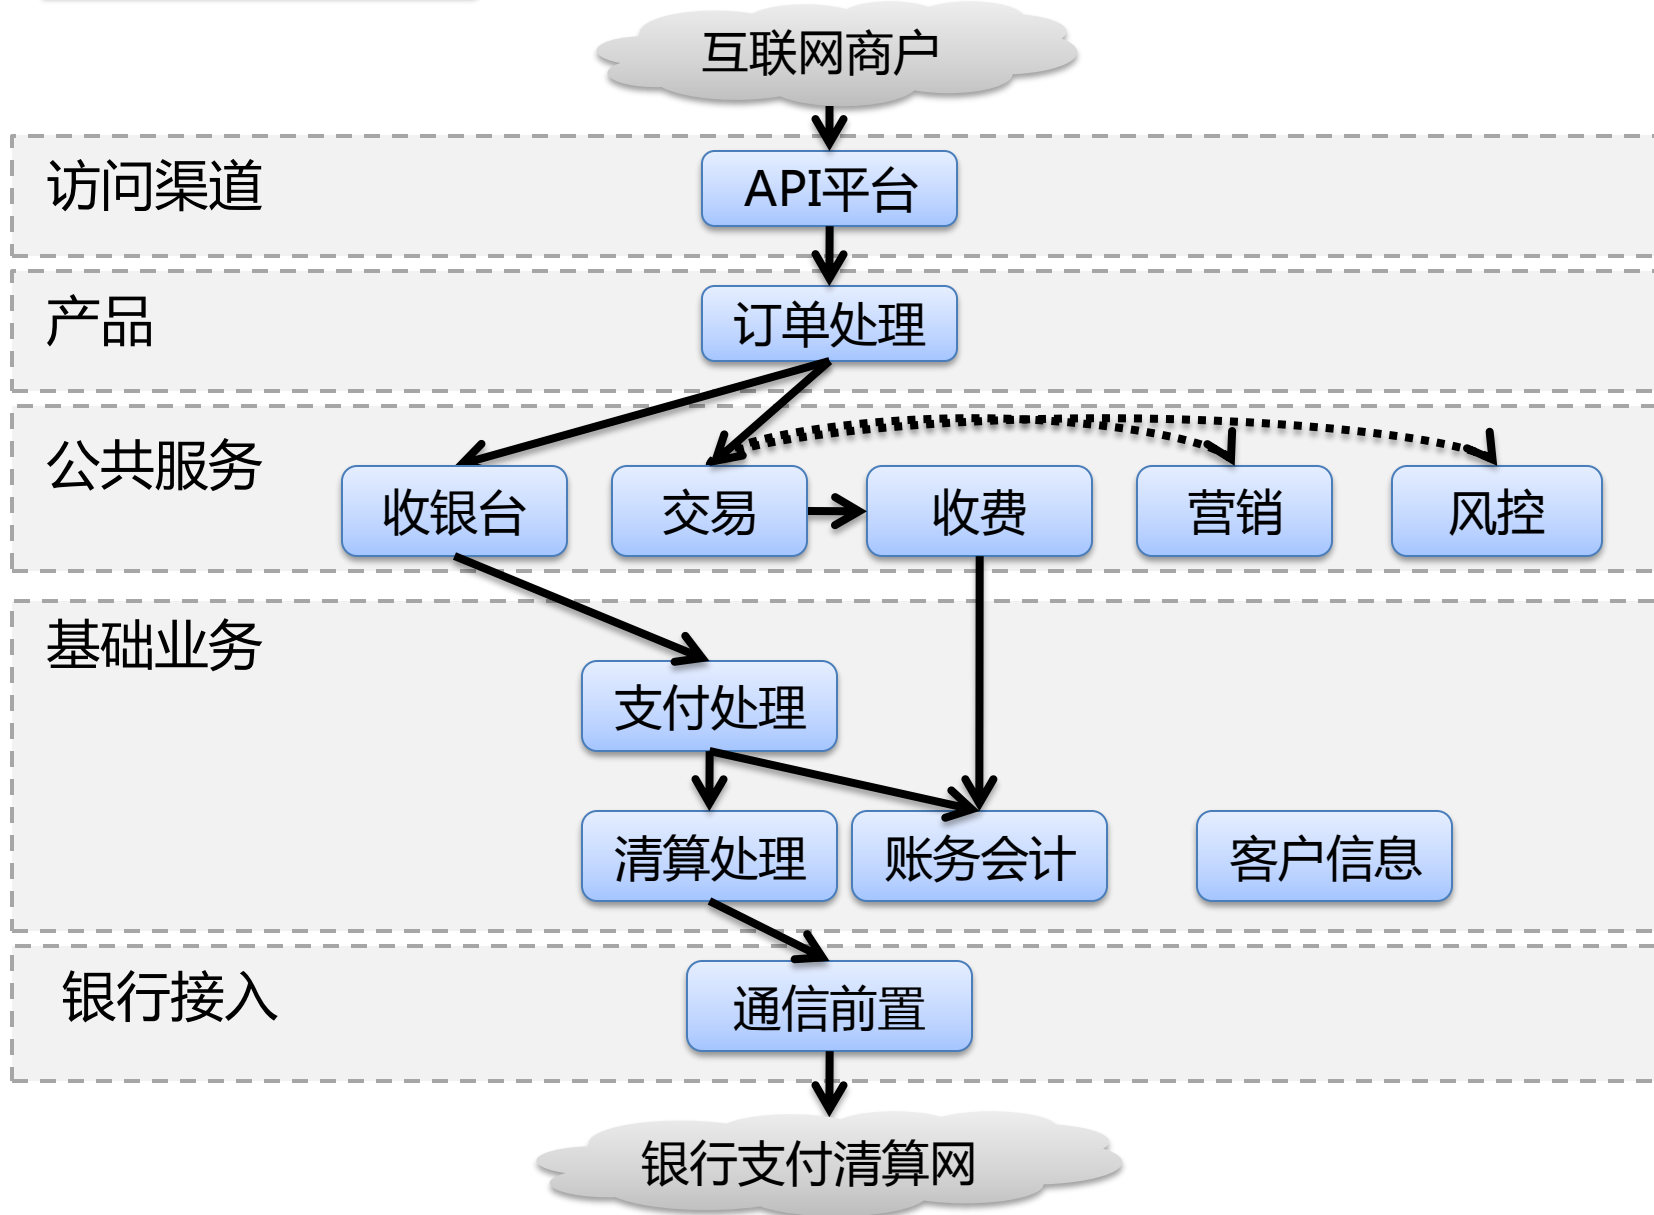 互联网商户
访问渠道
API平台
产品
订单处理
公共服务
收银台
交易
收费
营销
风控
基础业务
支付处理
清算处理
账务会计
客户信息
银行接入
通信前置
银行支付清算网